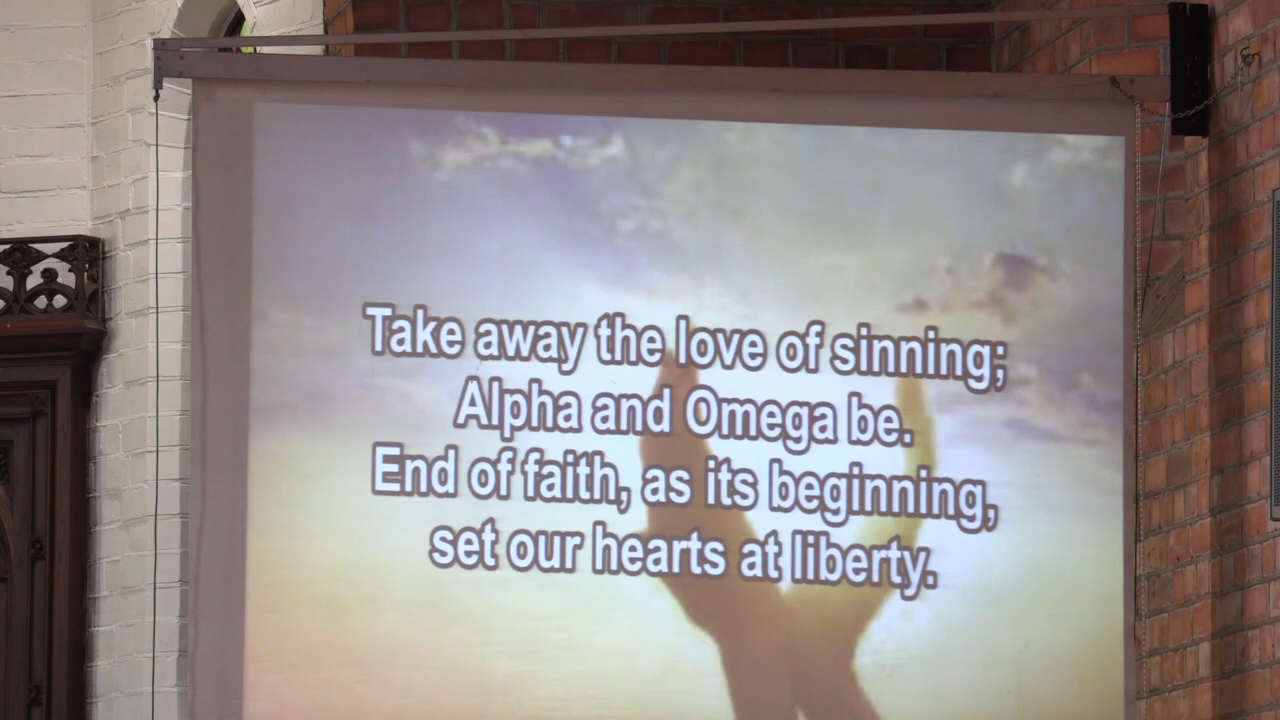 Take away the love of sinning;
Alpha and Omega be.
End of faith, as its beginning,
set our hearts at liberty.